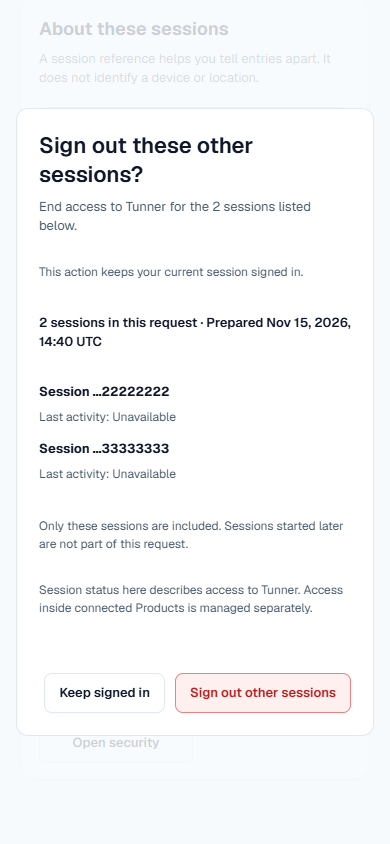 About these sessions
A session reference helps you tell entries apart. It
does not identify a device or location.
Sign out these other
sessions?
End access to Tunner for the 2 sessions listed
below.
This action keeps your current session signed in.
2 sessions in this request · Prepared Nov 15, 2026,
14:40 UTC
Session …22222222
Last activity: Unavailable
Session …33333333
Last activity: Unavailable
Only these sessions are included. Sessions started later
are not part of this request.
Session status here describes access to Tunner. Access
inside connected Products is managed separately.
Keep signed in
Sign out other sessions
Open security